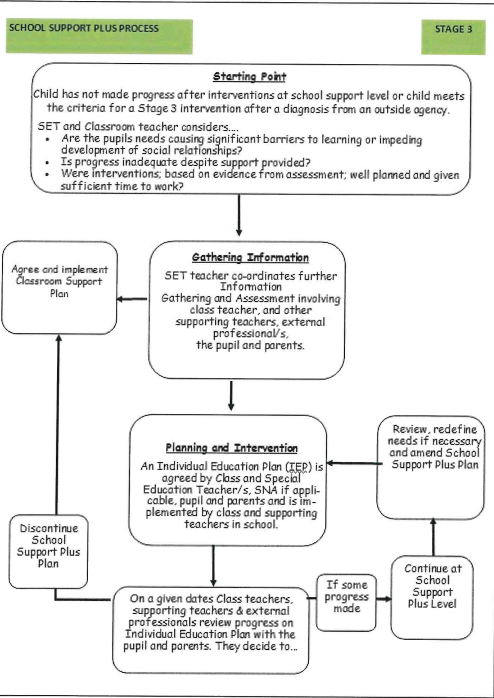 SCHOOL SUPPORT PLUS PROCESS
STAGE 3
Starting Point
Child has not made progress after interventions at school support level or child meets
the criteria for a Stage 3 intervention after a diagnosis from an outside agency.
SET and Classroom teacher considers....
• Are the pupils needs causing significant barriers to learning or impeding
development of social relationships?
• Is progress inadequate despite support provided?
• Were interventions; based on evidence from assessment; well planned and given
sufficient time to work?
Gathering Information
SET teacher co-ordinates further
Information
Gathering and Assessment involving
class teacher, and other
supporting teachers, external
professional/s,
the pupil and parents.
Agree and implement
Classroom Support
Plan
Planning and Intervention
An Individual Education Plan (IEP) is
agreed by Class and Special
Education Teacher/s, SNA if appli-
cable, pupil and parents and is im-
plemented by class and supporting
teachers in school.
Review, redefine
needs if necessary
and amend School
Support Plus Plan
Discontinue
School
Support Plus
Plan
On a given dates Class teachers,
supporting teachers & external
professionals review progress on
Individual Education Plan with the
pupil and parents. They decide to...
If some
progress
made
Continue at
School
Support
Plus Level